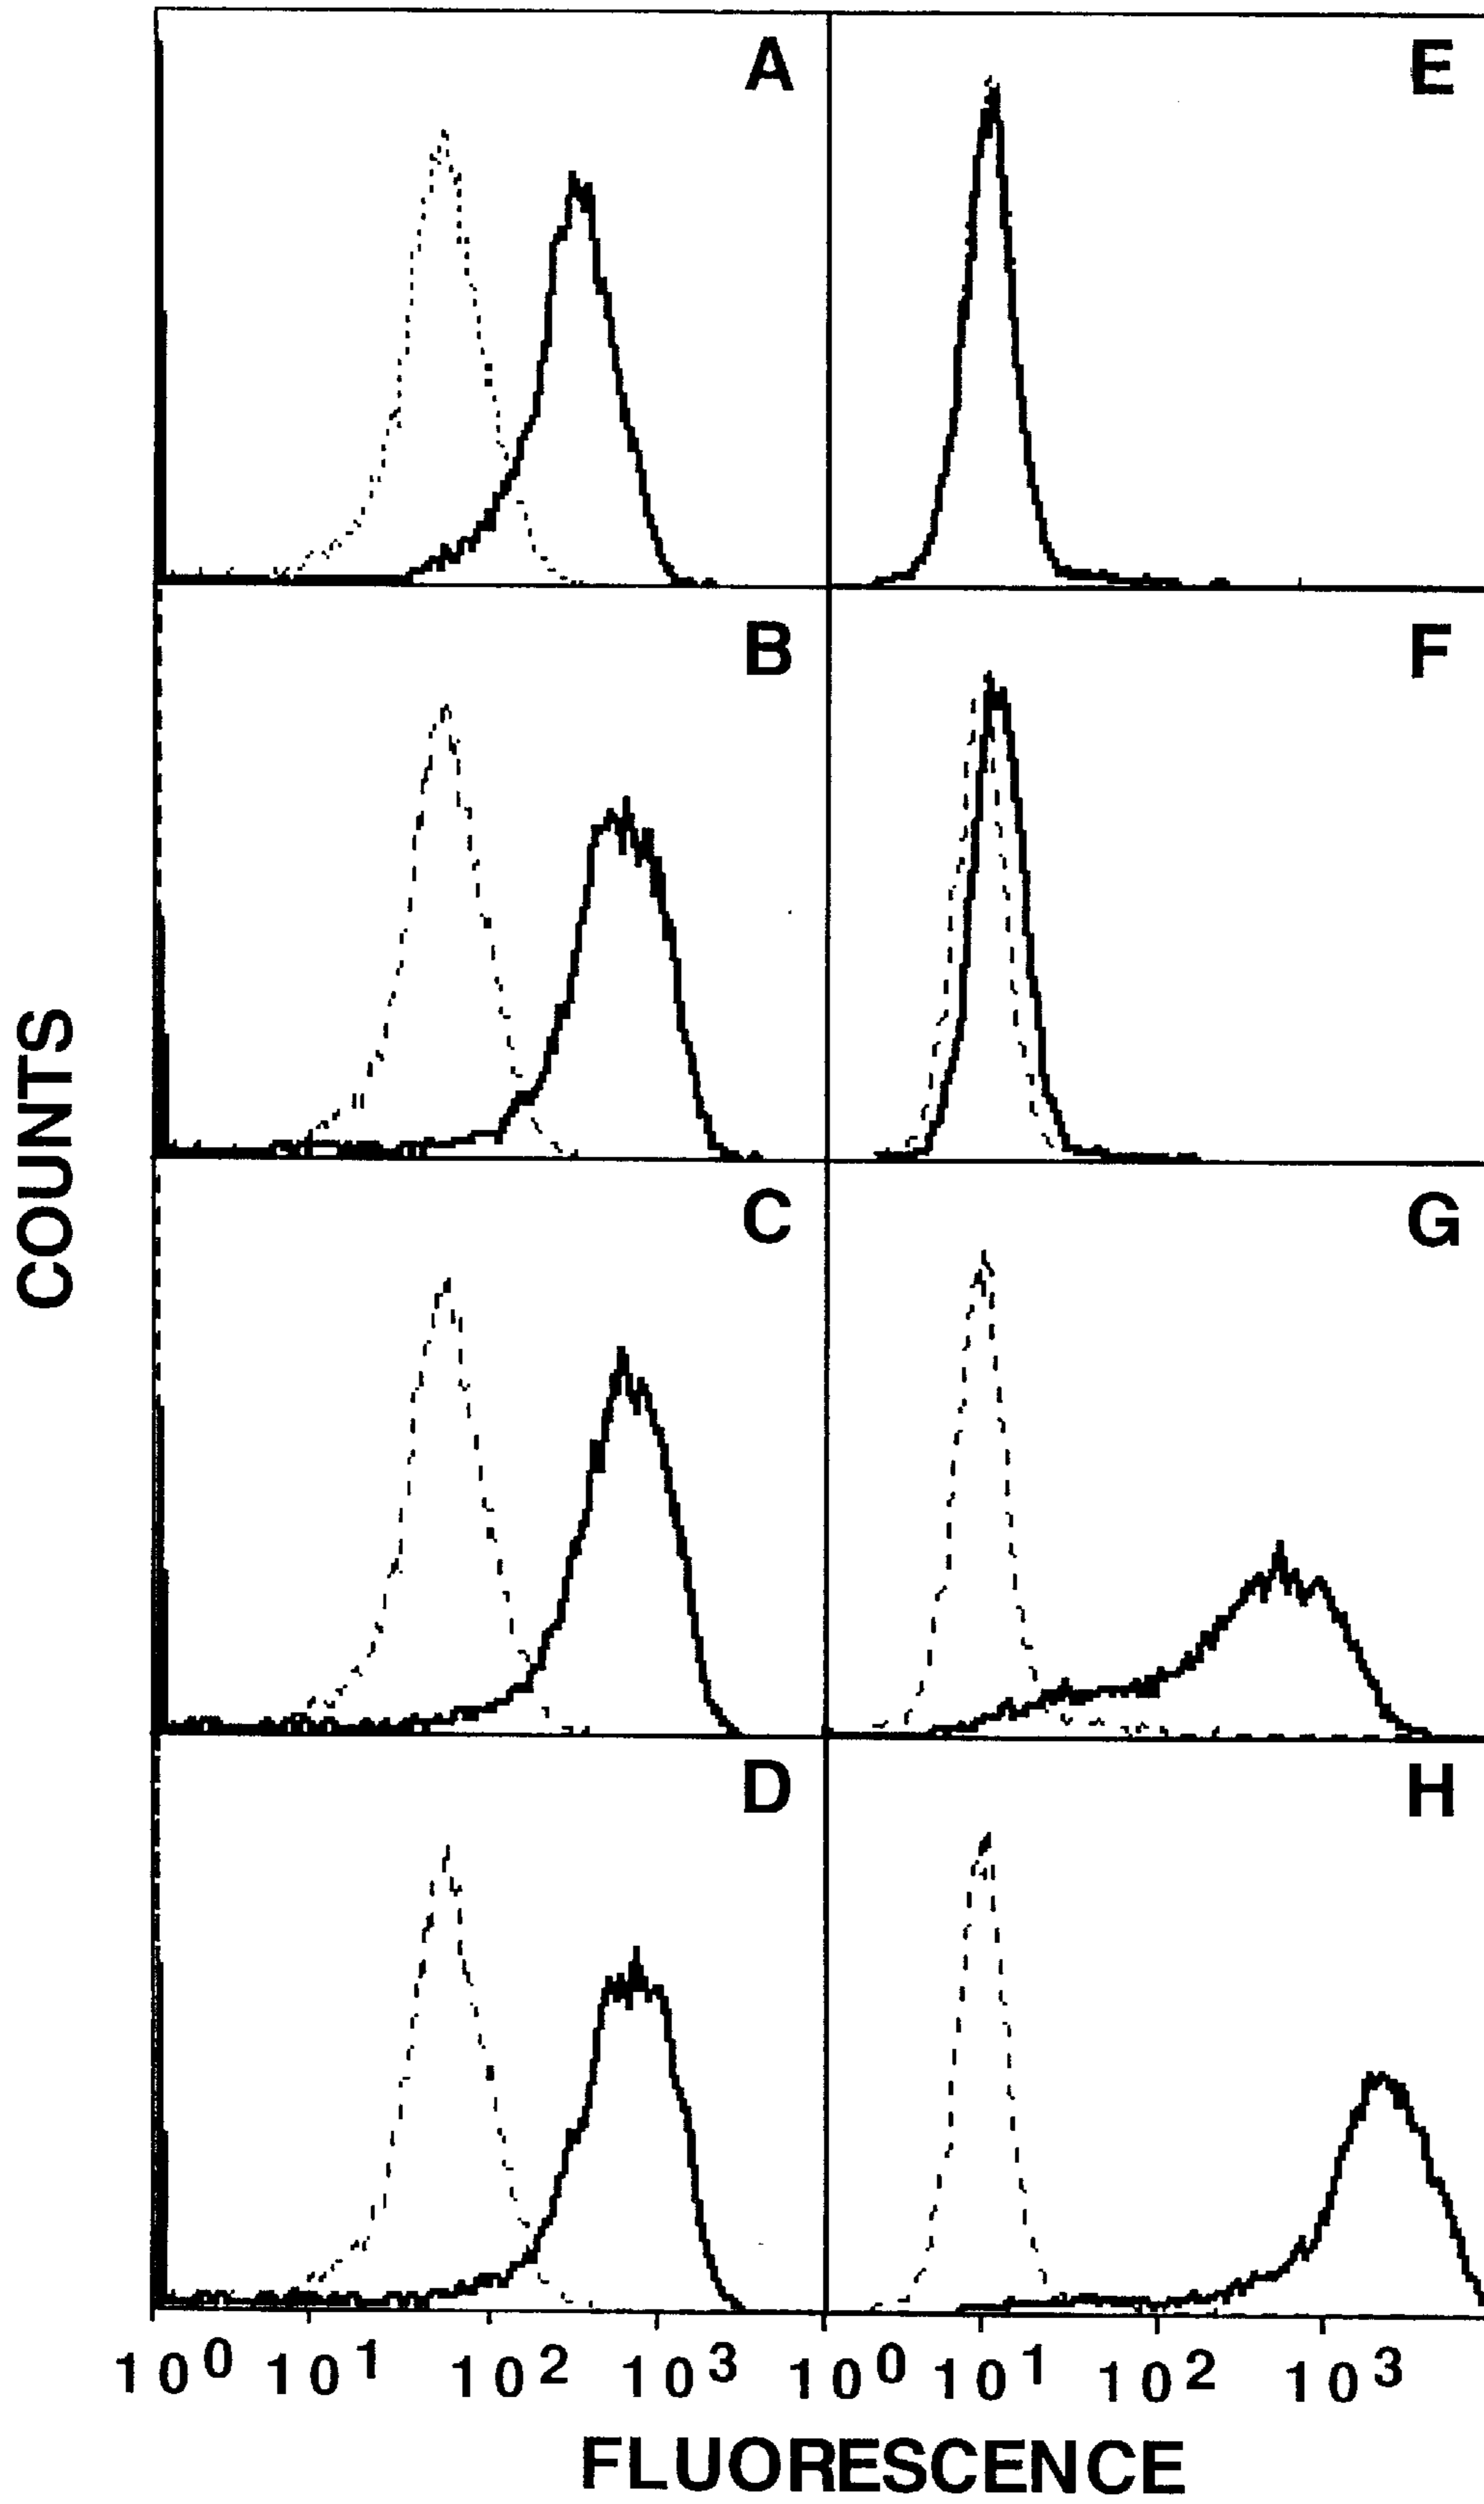 A
E
B
F
COUNTS
C
G
D
H
10⁰ 10¹ 10² 10³ 10⁰ 10¹ 10² 10³
FLUORESCENCE